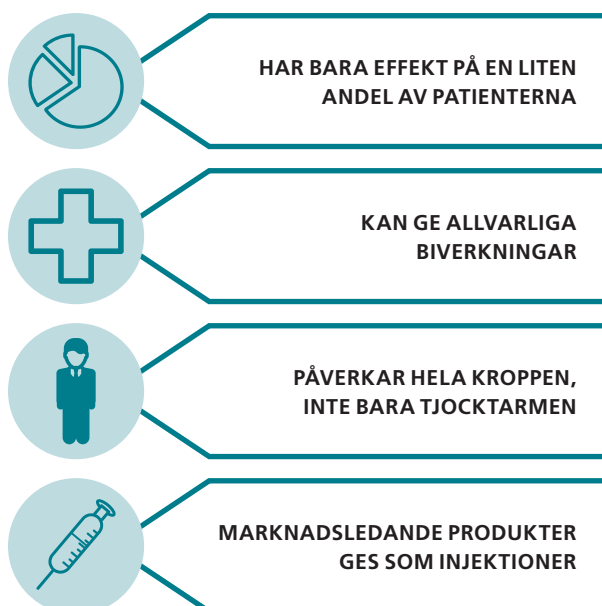 HAR BARA EFFEKT PÅ EN LITEN
ANDEL AV PATIENTERNA
KAN GE ALLVARLIGA
BIVERKNINGAR
PÅVERKAR HELA KROPPEN,
INTE BARA TJOCKTARMEN
MARKNADSLEDANDE PRODUKTER
GES SOM INJEKTIONER